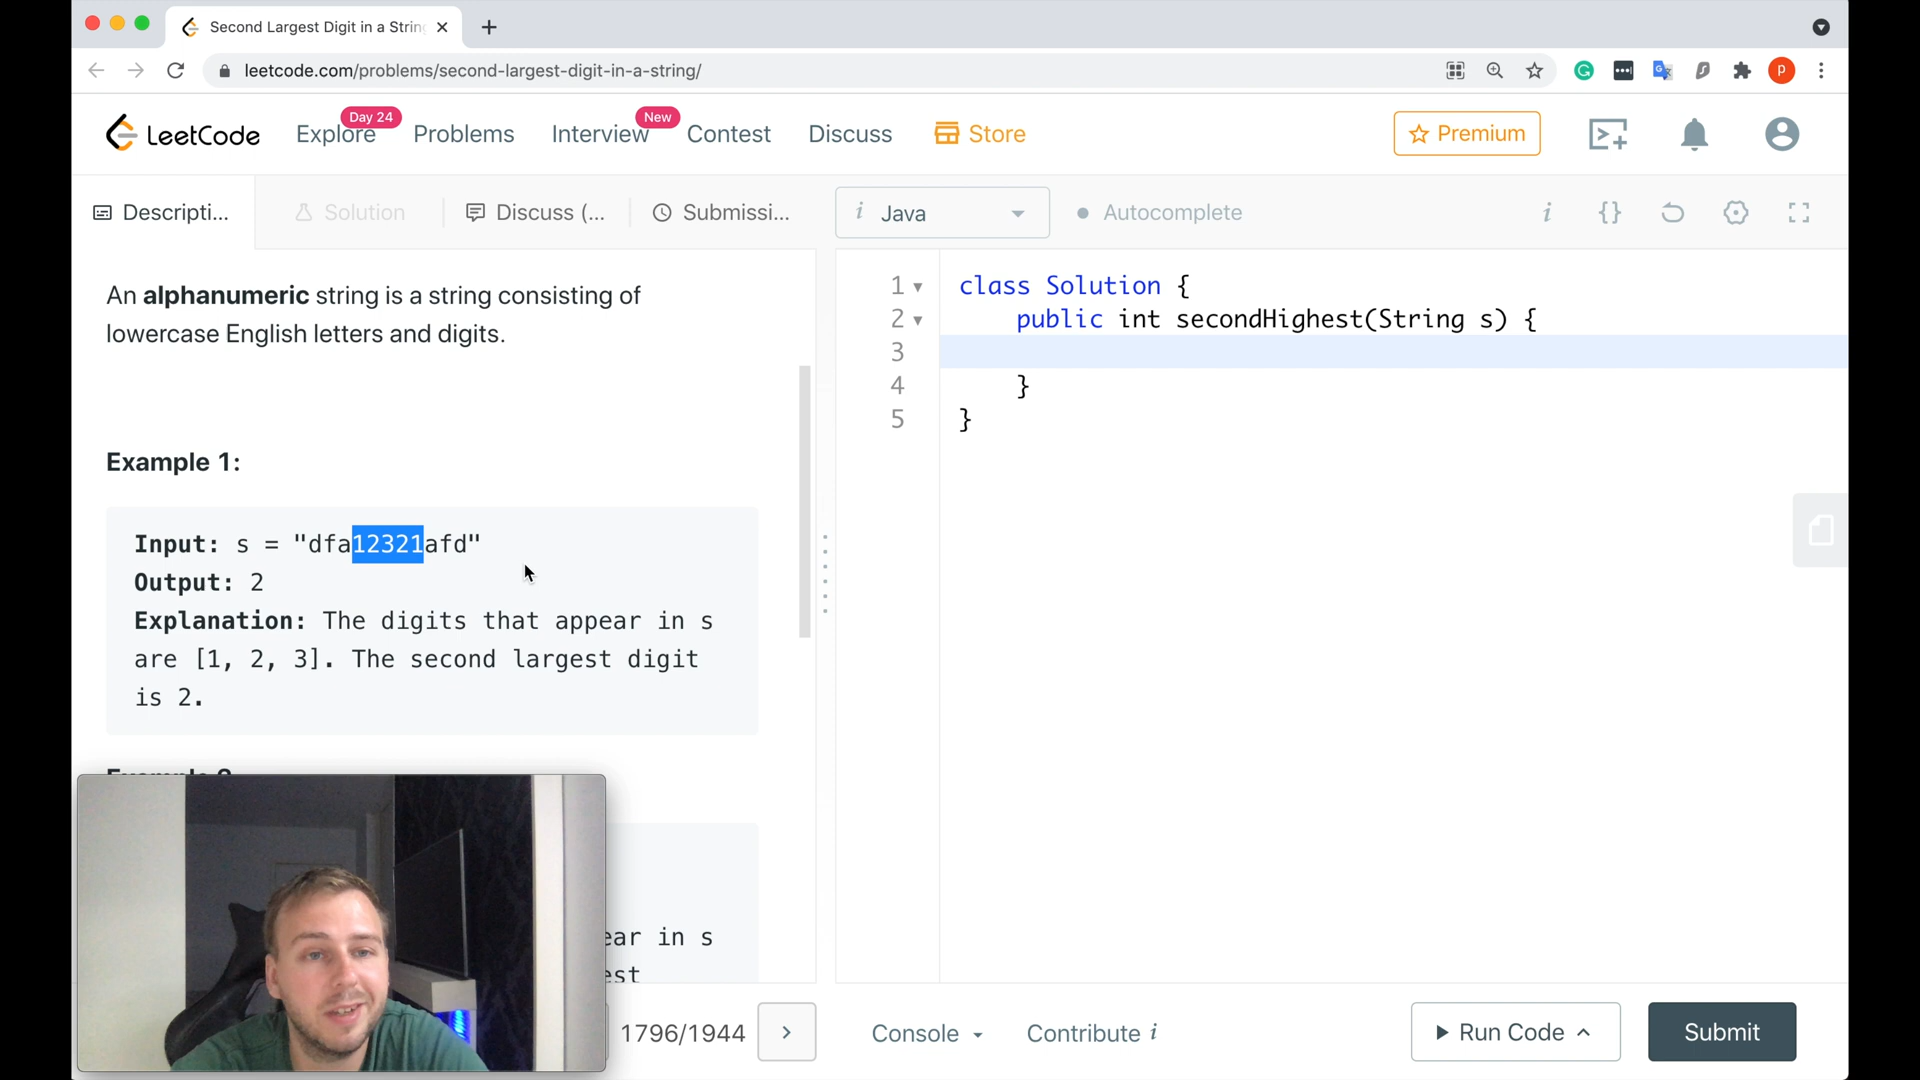 Second Largest Digit in a Strin
leetcode.com/problems/second-largest-digit-in-a-string/
P
LeetCode
Explore
Day 24
Problems
Interview
New
Contest
Discuss
Store
Premium
Descripti...
Solution
Discuss (...
Submissi...
i Java
Autocomplete
i {}
An alphanumeric string is a string consisting of
lowercase English letters and digits.
Example 1:
Input: s = "dfa12321afd"
Output: 2
Explanation: The digits that appear in s
are [1, 2, 3]. The second largest digit
is 2.
ear in s
est
1 class Solution {
2 public int secondHighest(String s) {
3
4 }
5 }
1796/1944
Console
Contribute i
Run Code
Submit